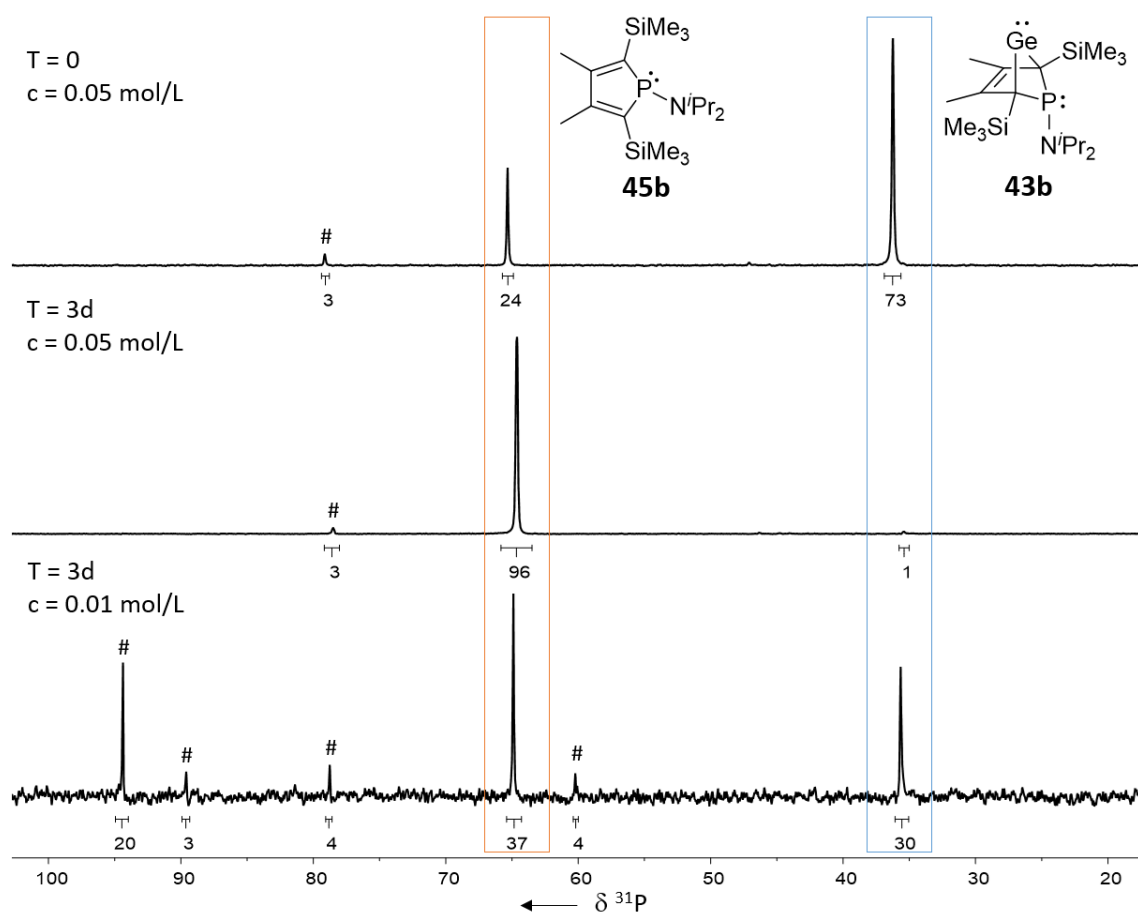 T = 0
c = 0.05 mol/L
SiMe₃
P
NⁱPr₂
SiMe₃
45b
Ge
SiMe₃
P
Me₃Si
NⁱPr₂
43b
#
3
24
73
T = 3d
c = 0.05 mol/L
#
3
96
1
T = 3d
c = 0.01 mol/L
#
#
#
#
20
3
4
37
4
30
100
90
80
70
60
50
40
30
20
← δ ³¹P